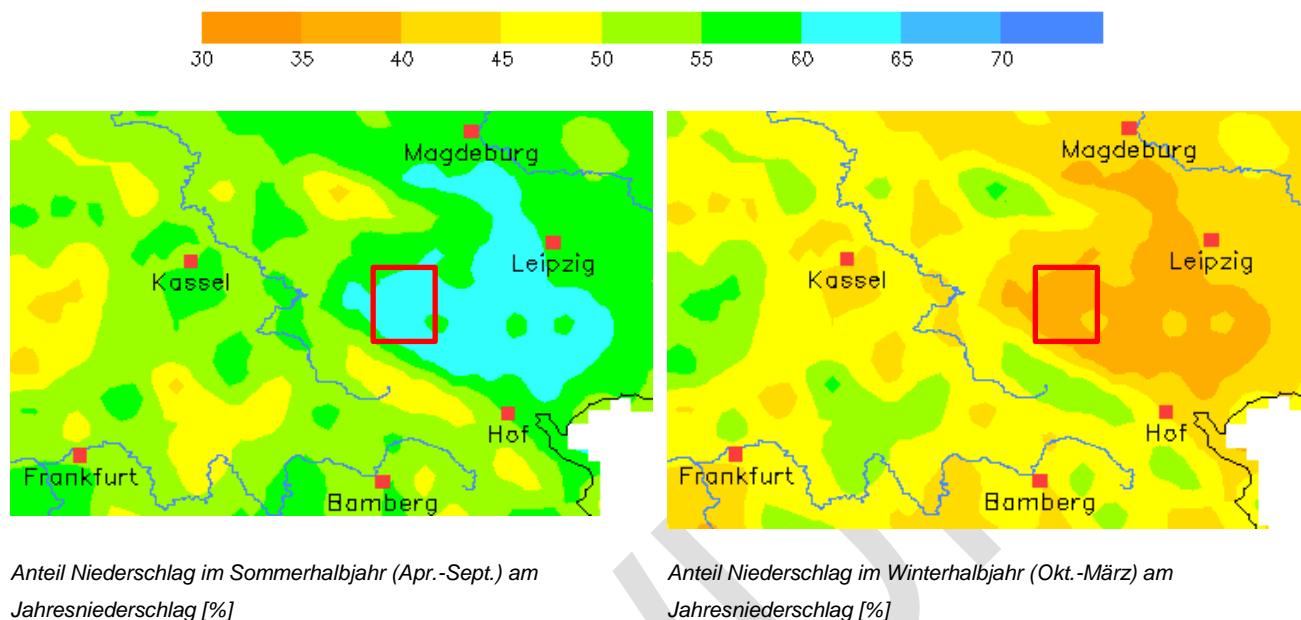 30 35 40 45 50 55 60 65 70
Magdeburg
Leipzig
Kassel
Hof
Frankfurt
Bamberg
Magdeburg
Leipzig
Kassel
Hof
Frankfurt
Bamberg
Anteil Niederschlag im Sommerhalbjahr (Apr.-Sept.) am
Jahresniederschlag [%]
Anteil Niederschlag im Winterhalbjahr (Okt.-März) am
Jahresniederschlag [%]